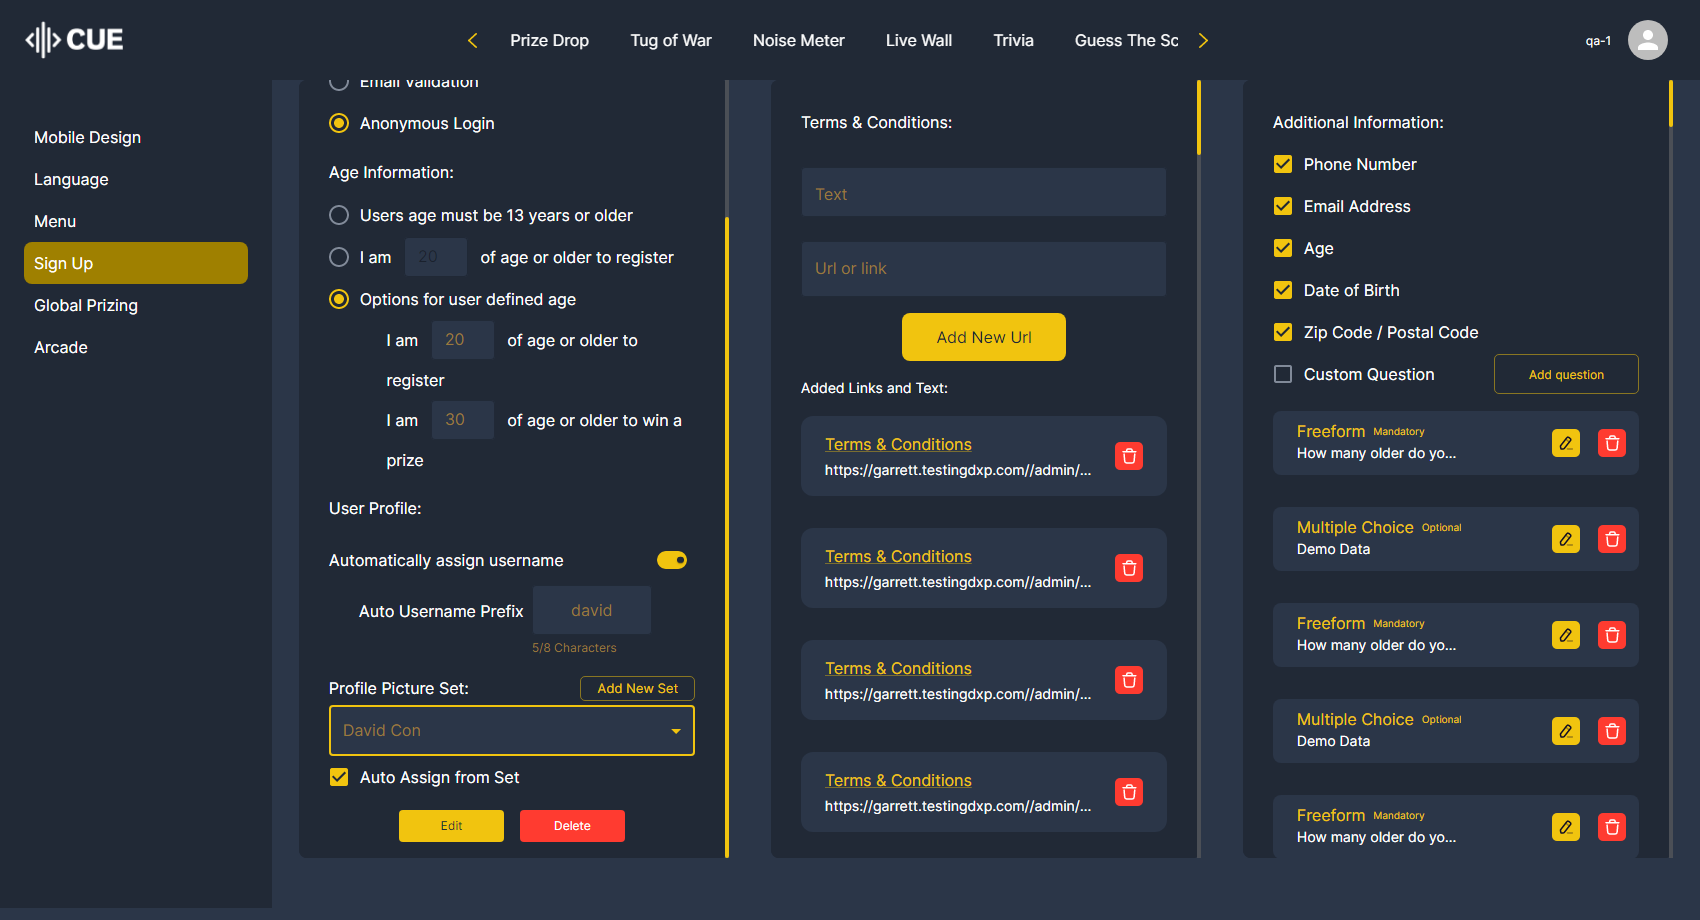 CUE
Prize Drop
Tug of War
Noise Meter
Live Wall
Trivia
Guess The Sc
qa-1
Mobile Design
Language
Menu
Sign Up
Global Prizing
Arcade
Email Validation
Anonymous Login
Age Information:
Users age must be 13 years or older
I am 20 of age or older to register
Options for user defined age
I am 20 of age or older to
register
I am 30 of age or older to win a
prize
User Profile:
Automatically assign username
Auto Username Prefix david
5/8 Characters
Profile Picture Set: Add New Set
David Con
Auto Assign from Set
Edit Delete
Terms & Conditions:
Text
Url or link
Add New Url
Added Links and Text:
Terms & Conditions
https://garrett.testingdxp.com//admin/...
Terms & Conditions
https://garrett.testingdxp.com//admin/...
Terms & Conditions
https://garrett.testingdxp.com//admin/...
Terms & Conditions
https://garrett.testingdxp.com//admin/...
Additional Information:
Phone Number
Email Address
Age
Date of Birth
Zip Code / Postal Code
Custom Question Add question
Freeform Mandatory
How many older do yo...
Multiple Choice Optional
Demo Data
Freeform Mandatory
How many older do yo...
Multiple Choice Optional
Demo Data
Freeform Mandatory
How many older do yo...